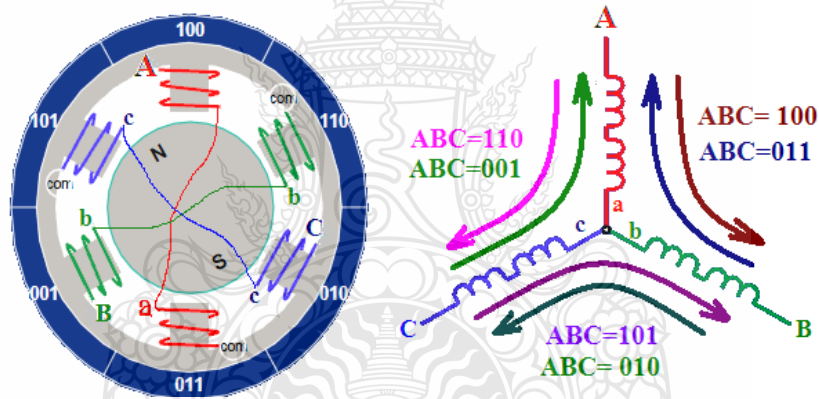 100
A
com
c
101
110
N
com
b
b
C
S
001
B
a
c
010
com
011
A
ABC=110
ABC=001
ABC= 100
ABC=011
a
c
b
C
B
ABC=101
ABC= 010